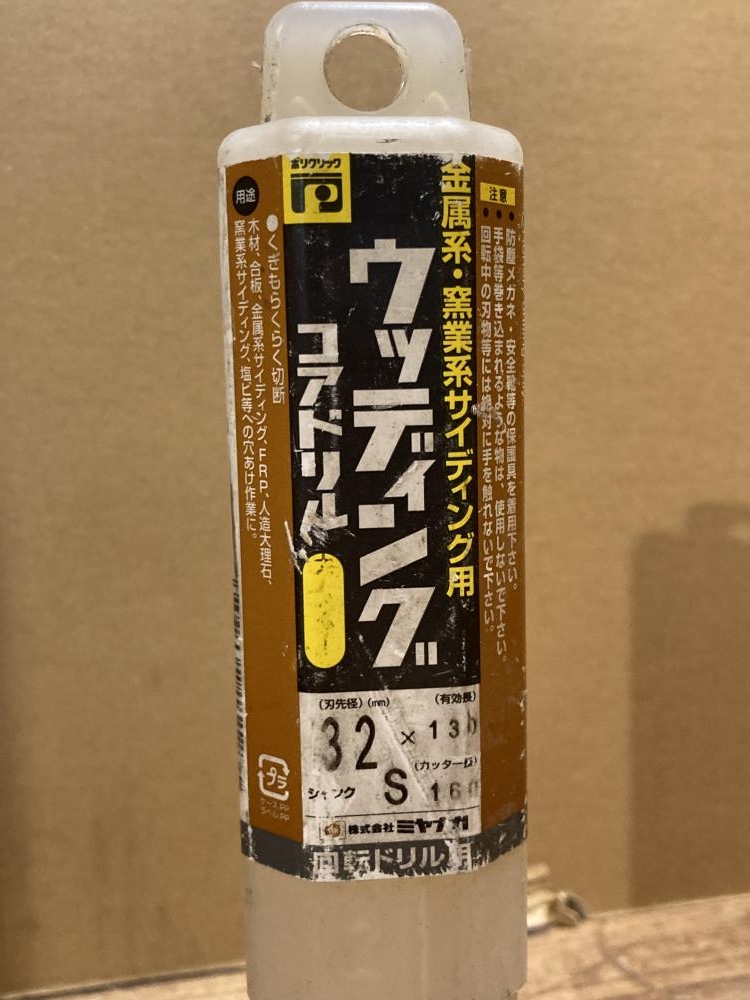 ポリクリック
金属系・窯業系サイディング用
ウッディング
コアドリル
注意
防塵メガネ・安全靴等の保護具を着用下さい。
手袋等巻き込まれるような物は、使用しないで下さい。
回転中の刃物等には絶対に手を触れないで下さい。
用途
●くぎもらくらく切断
木材、合板、金属系サイディング、FRP、人造大理石、
窯業系サイディング、塩ビ等への穴あけ作業に。
(刃先径)(mm) (有効長)
32 × 130
(カッター長)
シャンク S 160
プラ
ケース:PP
ラベル:PP
株式会社 ミヤナガ
回転ドリル用